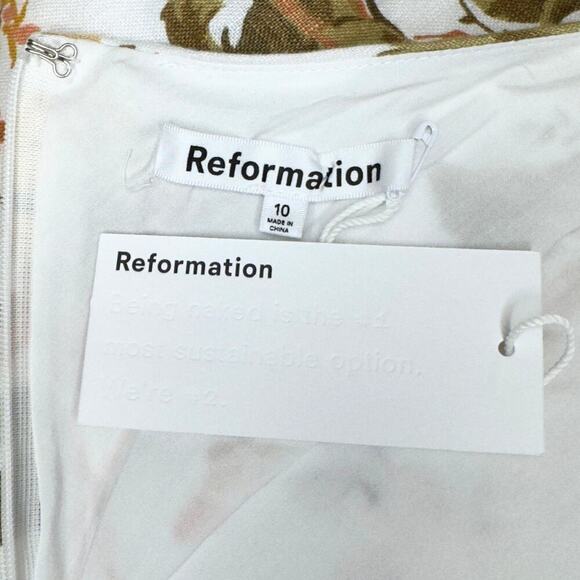 Reformation
10
MADE IN
CHINA
Reformation
Being naked is the #1
most sustainable option.
We're #2.